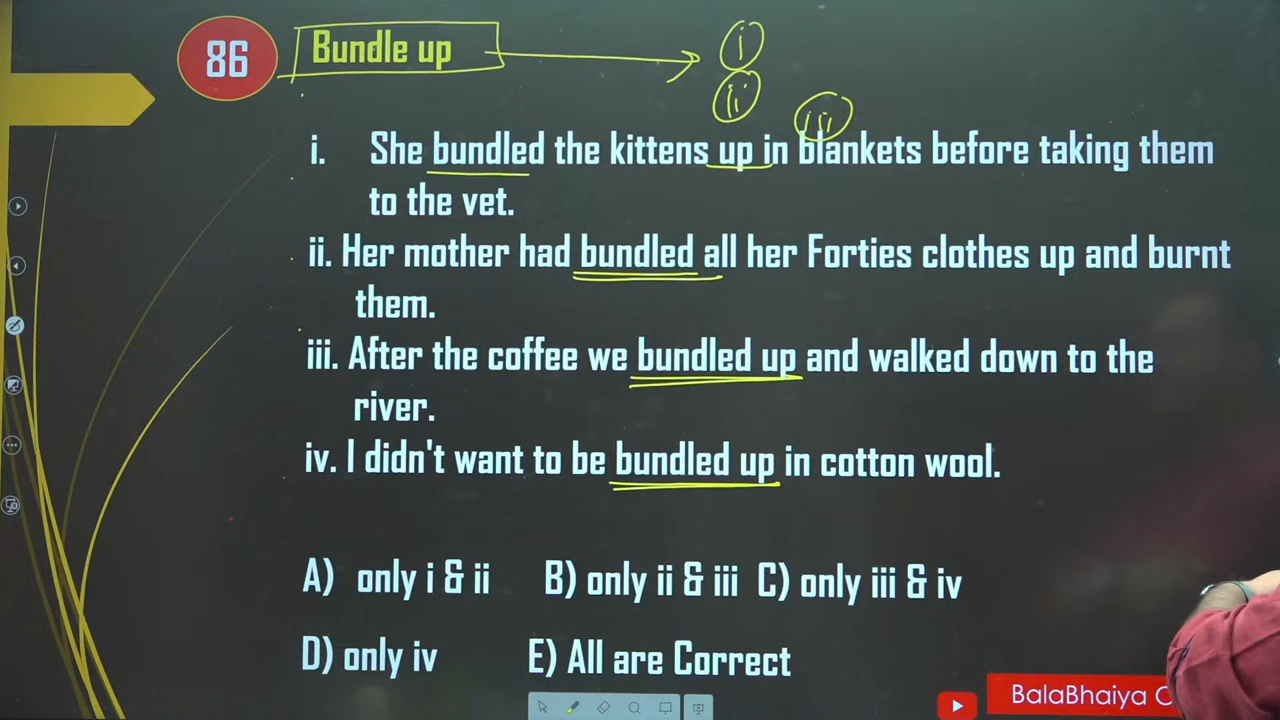 86 Bundle up
i
ii
iii
i. She bundled the kittens up in blankets before taking them
to the vet.
ii. Her mother had bundled all her Forties clothes up and burnt
them.
iii. After the coffee we bundled up and walked down to the
river.
iv. I didn't want to be bundled up in cotton wool.
A) only i & ii B) only ii & iii C) only iii & iv
D) only iv E) All are Correct
BalaBhaiya